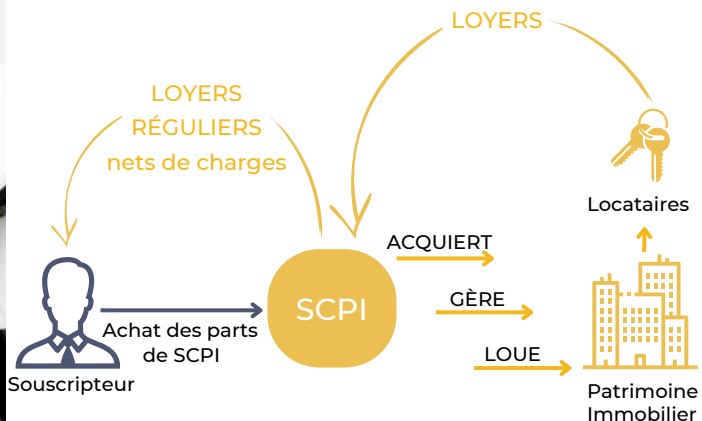 LOYERS
LOYERS
RÉGULIERS
nets de charges
Locataires
ACQUIERT
GÈRE
SCPI
Achat des parts
de SCPI
LOUE
Souscripteur
Patrimoine
Immobilier